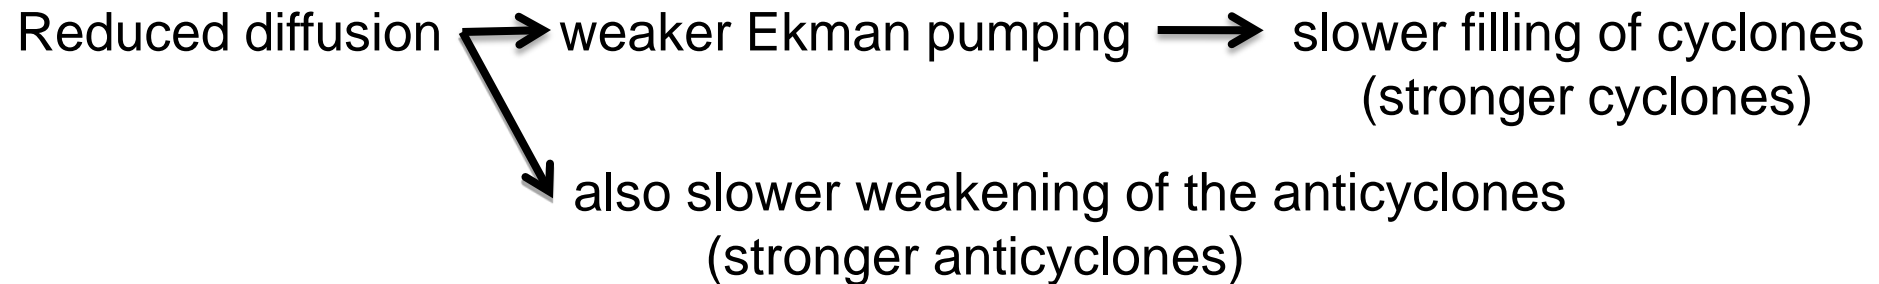 Reduced diffusion weaker Ekman pumping slower filling of cyclones
(stronger cyclones)
also slower weakening of the anticyclones
(stronger anticyclones)